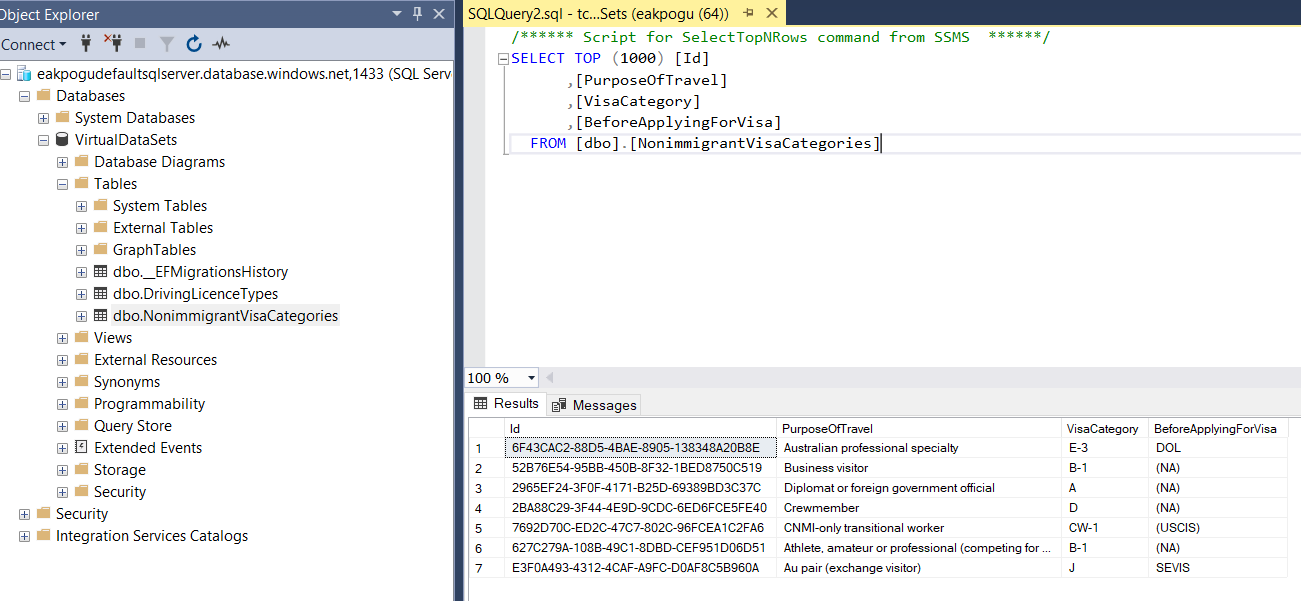 Object Explorer
Connect
eakpogudefaultsqlserver.database.windows.net,1433 (SQL Serv
Databases
System Databases
VirtualDataSets
Database Diagrams
Tables
System Tables
External Tables
GraphTables
dbo.__EFMigrationsHistory
dbo.DrivingLicenceTypes
dbo.NonimmigrantVisaCategories
Views
External Resources
Synonyms
Programmability
Query Store
Extended Events
Storage
Security
Security
Integration Services Catalogs
SQLQuery2.sql - tc...Sets (eakpogu (64))
/****** Script for SelectTopNRows command from SSMS  ******/
SELECT TOP (1000) [Id]
,[PurposeOfTravel]
,[VisaCategory]
,[BeforeApplyingForVisa]
FROM [dbo].[NonimmigrantVisaCategories]
100 %
Results Messages
Id PurposeOfTravel VisaCategory BeforeApplyingForVisa
1 6F43CAC2-88D5-4BAE-8905-138348A20B8E Australian professional specialty E-3 DOL
2 52B76E54-95BB-450B-8F32-1BED8750C519 Business visitor B-1 (NA)
3 2965EF24-3F0F-4171-B25D-69389BD3C37C Diplomat or foreign government official A (NA)
4 2BA88C29-3F44-4E9D-9CDC-6ED6FCE5FE40 Crewmember D (NA)
5 7692D70C-ED2C-47C7-802C-96FCEA1C2FA6 CNMI-only transitional worker CW-1 (USCIS)
6 627C279A-108B-49C1-8DBD-CEF951D06D51 Athlete, amateur or professional (competing for ... B-1 (NA)
7 E3F0A493-4312-4CAF-A9FC-D0AF8C5B960A Au pair (exchange visitor) J SEVIS